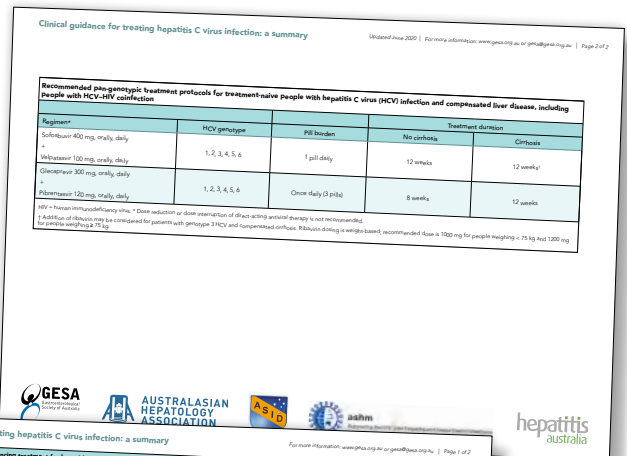 Clinical guidance for treating hepatitis C virus infection: a summary
Updated June 2020 | For more information: www.gesa.org.au or gesa@gesa.org.au | Page 2 of 2
Recommended pan-genotypic treatment protocols for treatment-naive people with hepatitis C virus (HCV) infection and compensated liver disease, including
people with HCV–HIV coinfection
Treatment duration
Regimen* HCV genotype Pill burden No cirrhosis Cirrhosis
Sofosbuvir 400 mg, orally, daily
+
Velpatasvir 100 mg, orally, daily
1, 2, 3, 4, 5, 6
1 pill daily
12 weeks
12 weeks†
Glecaprevir 300 mg, orally, daily
+
Pibrentasvir 120 mg, orally, daily
1, 2, 3, 4, 5, 6
Once daily (3 pills)
8 weeks
12 weeks
HIV = human immunodeficiency virus. * Dose reduction or dose interruption of direct-acting antiviral therapy is not recommended.
† Addition of ribavirin may be considered for patients with genotype 3 HCV and compensated cirrhosis. Ribavirin dosing is weight-based; recommended dose is 1000 mg for people weighing < 75 kg and 1200 mg
for people weighing ≥ 75 kg.
GESA
Gastroenterological
Society of Australia
AUSTRALASIAN
HEPATOLOGY
ASSOCIATION
ASID
ashm
hepatitis
australia
ting hepatitis C virus infection: a summary
For more information: www.gesa.org.au or gesa@gesa.org.au | Page 1 of 2